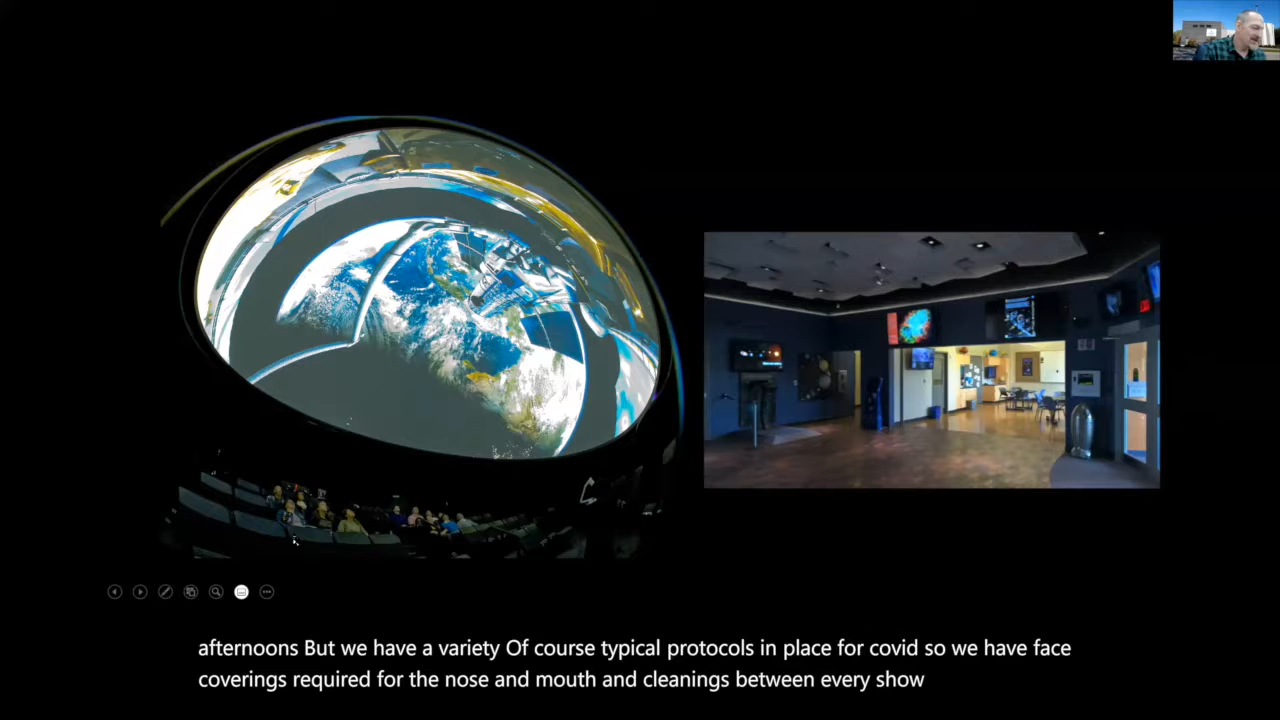 afternoons But we have a variety Of course typical protocols in place for covid so we have face
coverings required for the nose and mouth and cleanings between every show